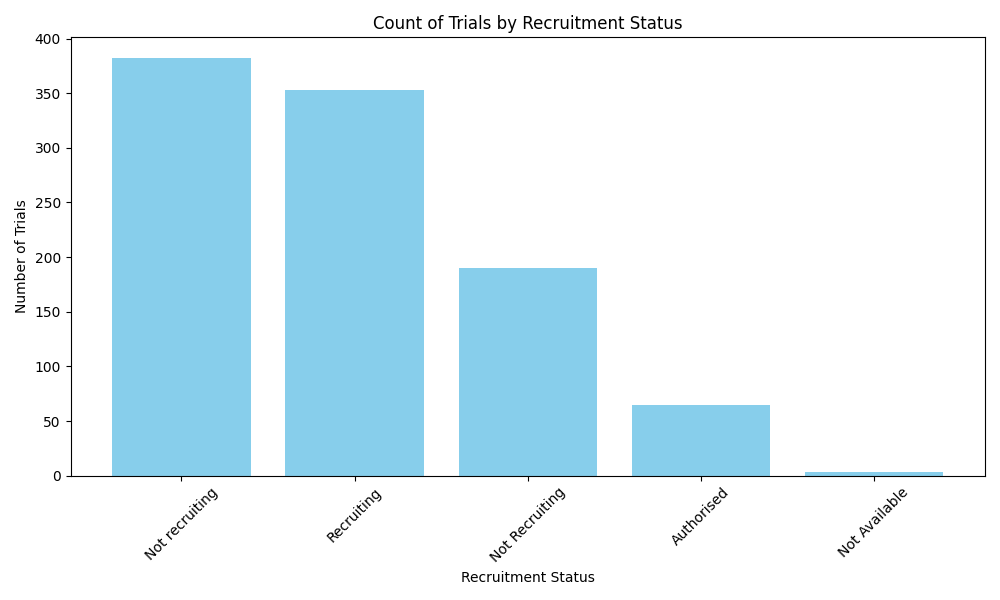 Count of Trials by Recruitment Status
400
350
300
250
200
150
100
50
0
Number of Trials
Not recruiting
Recruiting
Not Recruiting
Authorised
Not Available
Recruitment Status